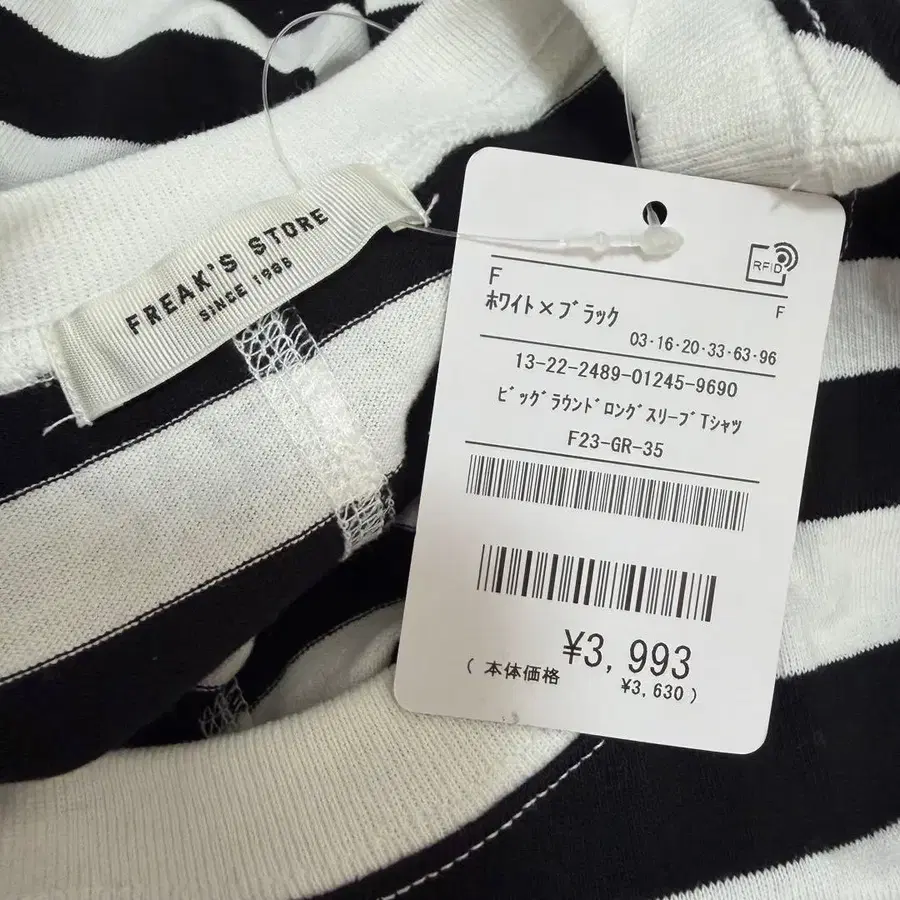 FREAK'S STORE
SINCE 1986
RFID
F
F
ホワイト×ブラック
03・16・20・33・63・96
13-22-2489-01245-9690
ビッグラウンドロングスリーブTシャツ
F23-GR-35
¥3,993
(本体価格 ¥3,630)